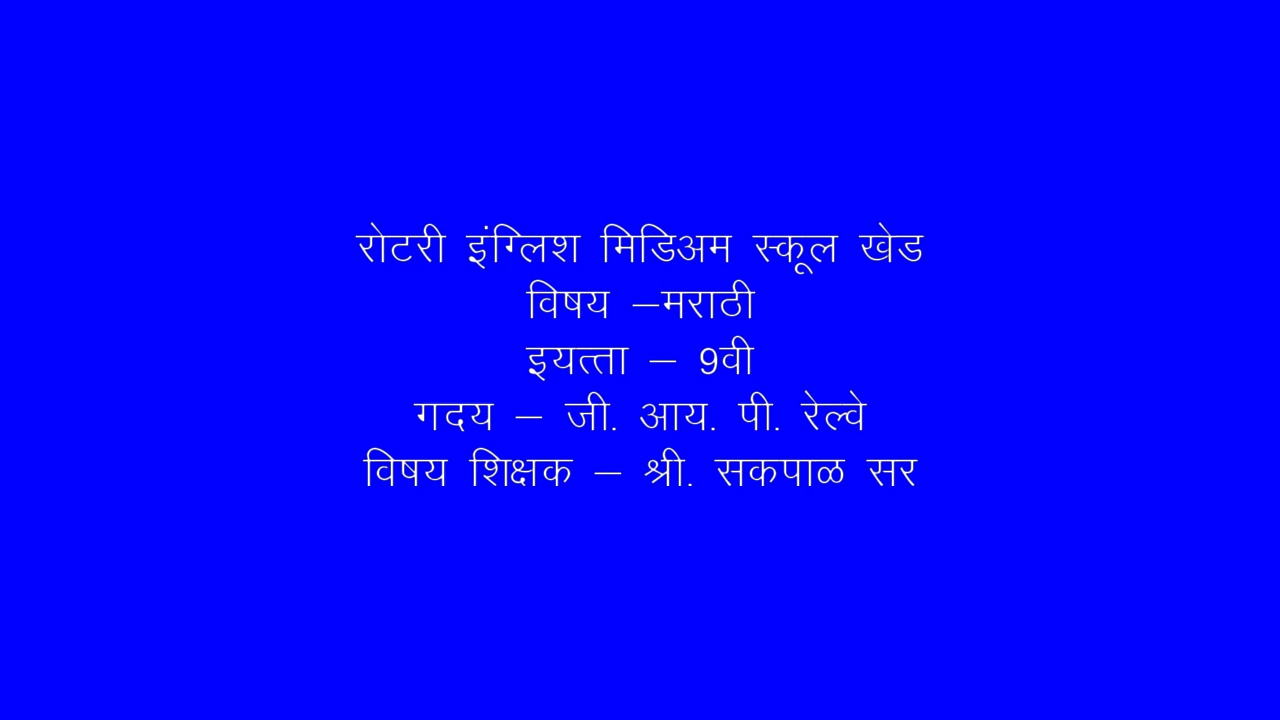 रोटरी इंग्लिश मिडिअम स्कूल खेड
विषय –मराठी
इयत्ता – 9वी
गदय – जी. आय. पी. रेल्वे
विषय शिक्षक – श्री. सकपाळ सर